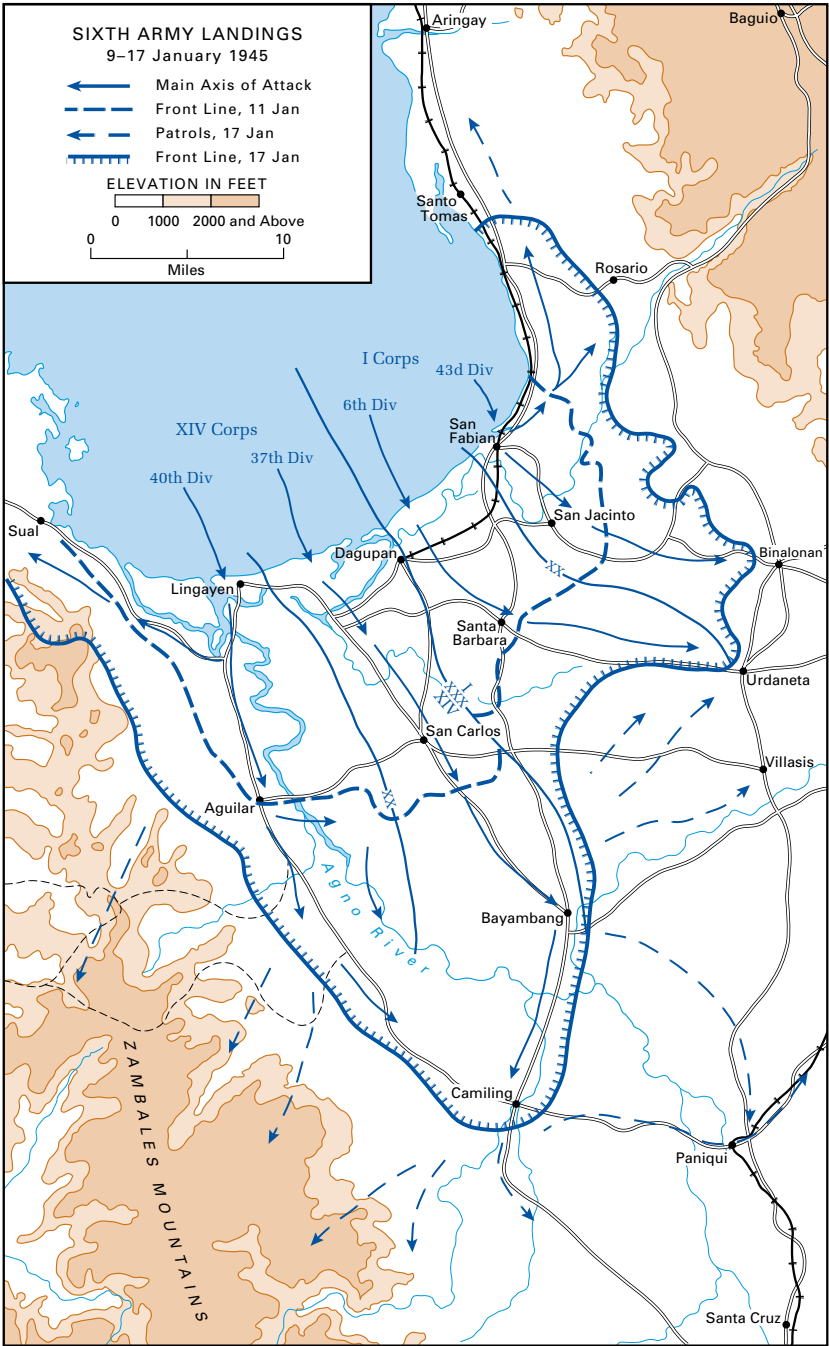 SIXTH ARMY LANDINGS
9–17 January 1945
Main Axis of Attack
Front Line, 11 Jan
Patrols, 17 Jan
Front Line, 17 Jan
ELEVATION IN FEET
0 1000 2000 and Above
0 10
Miles
Aringay
Baguio
Santo
Tomas
Rosario
I Corps
43d Div
6th Div
XIV Corps
37th Div
40th Div
San
Fabian
San Jacinto
Sual
Dagupan
Binalonan
Lingayen
XX
Santa
Barbara
Urdaneta
I
XXX
XIV
San Carlos
Villasis
Aguilar
XX
Agno River
Bayambang
ZAMBALES MOUNTAINS
Camiling
Paniqui
Santa Cruz